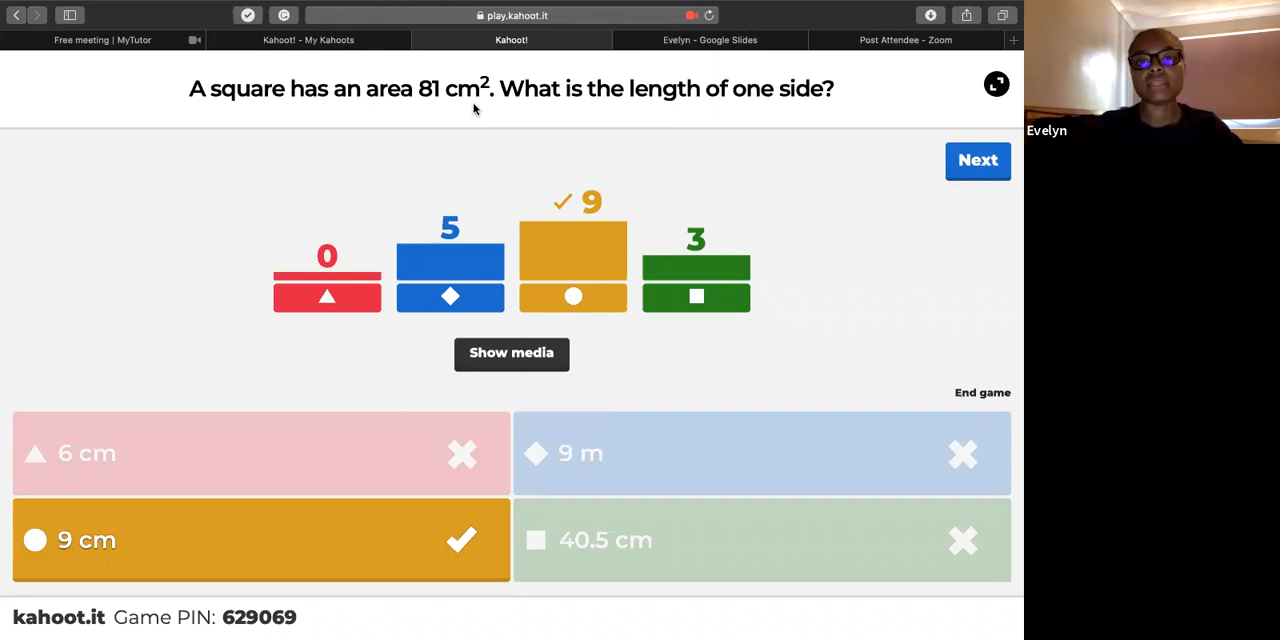 play.kahoot.it
Free meeting | MyTutor
Kahoot! - My Kahoots
Kahoot!
Evelyn - Google Slides
Post Attendee - Zoom
A square has an area 81 cm². What is the length of one side?
Evelyn
Next
0
5
9
3
Show media
End game
6 cm
9 m
9 cm
40.5 cm
kahoot.it Game PIN: 629069